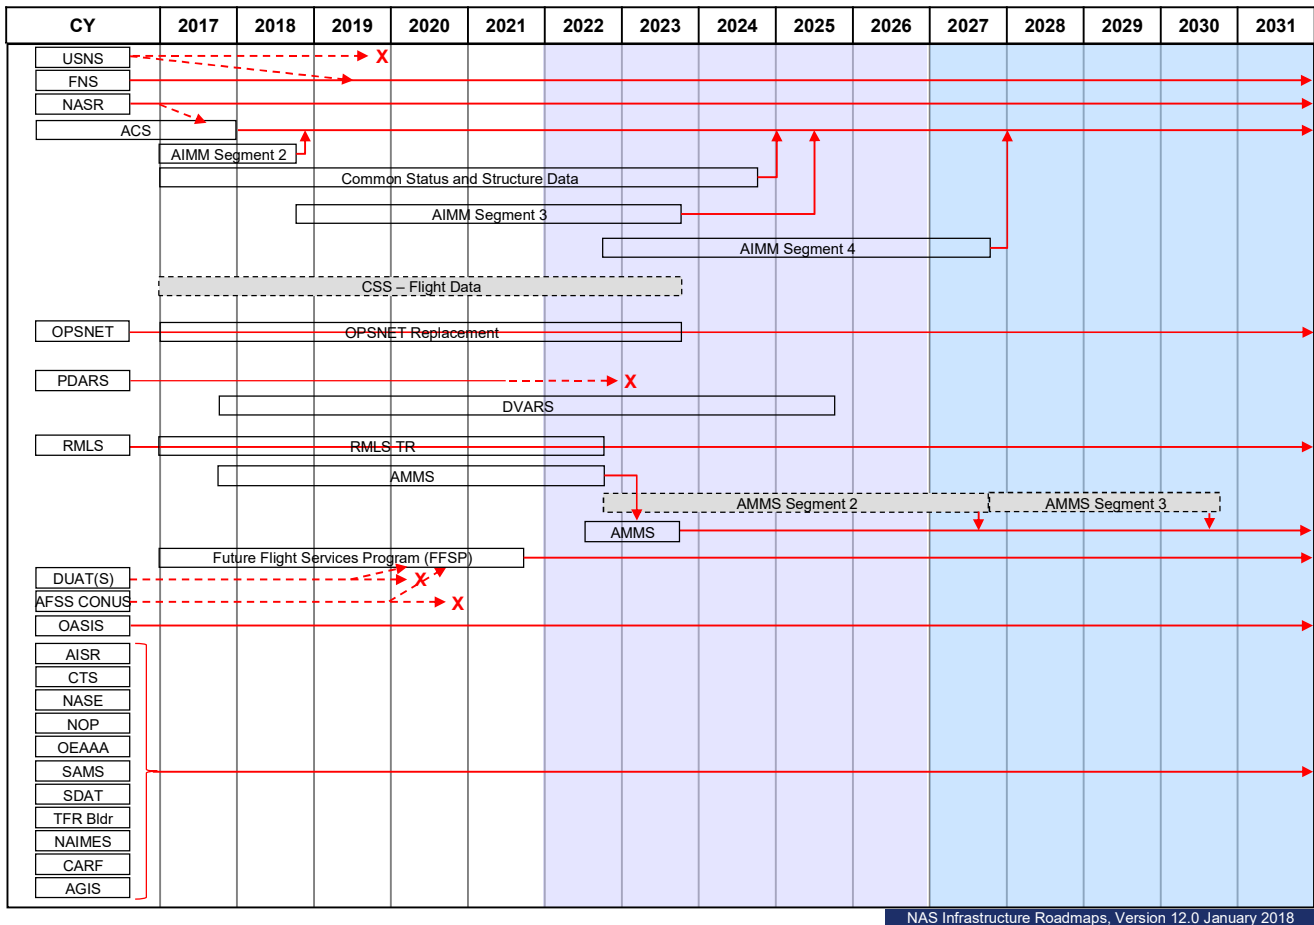 CY 2017 2018 2019 2020 2021 2022 2023 2024 2025 2026 2027 2028 2029 2030 2031
USNS X
FNS
NASR
ACS
AIMM Segment 2
Common Status and Structure Data
AIMM Segment 3
AIMM Segment 4
CSS – Flight Data
OPSNET OPSNET Replacement
PDARS X
DVARS
RMLS RMLS TR
AMMS
AMMS Segment 2 AMMS Segment 3
AMMS
Future Flight Services Program (FFSP)
DUAT(S) X
AFSS CONUS X
OASIS
AISR
CTS
NASE
NOP
OEAAA
SAMS
SDAT
TFR Bldr
NAIMES
CARF
AGIS
NAS Infrastructure Roadmaps, Version 12.0 January 2018